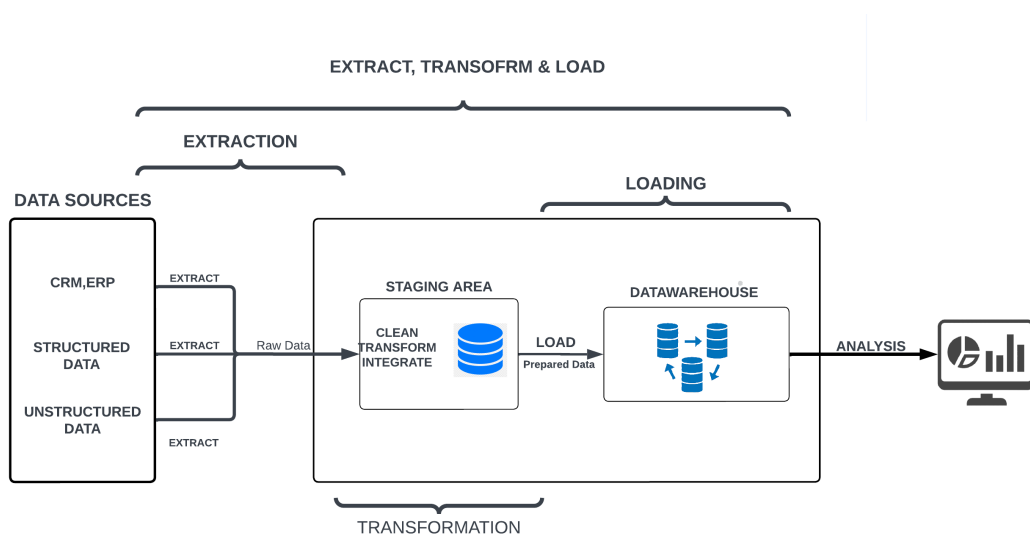 EXTRACT, TRANSOFRM & LOAD
EXTRACTION
LOADING
DATA SOURCES
CRM,ERP
STRUCTURED
DATA
UNSTRUCTURED
DATA
EXTRACT
EXTRACT
EXTRACT
Raw Data
STAGING AREA
CLEAN
TRANSFORM
INTEGRATE
LOAD
Prepared Data
DATAWAREHOUSE
ANALYSIS
TRANSFORMATION